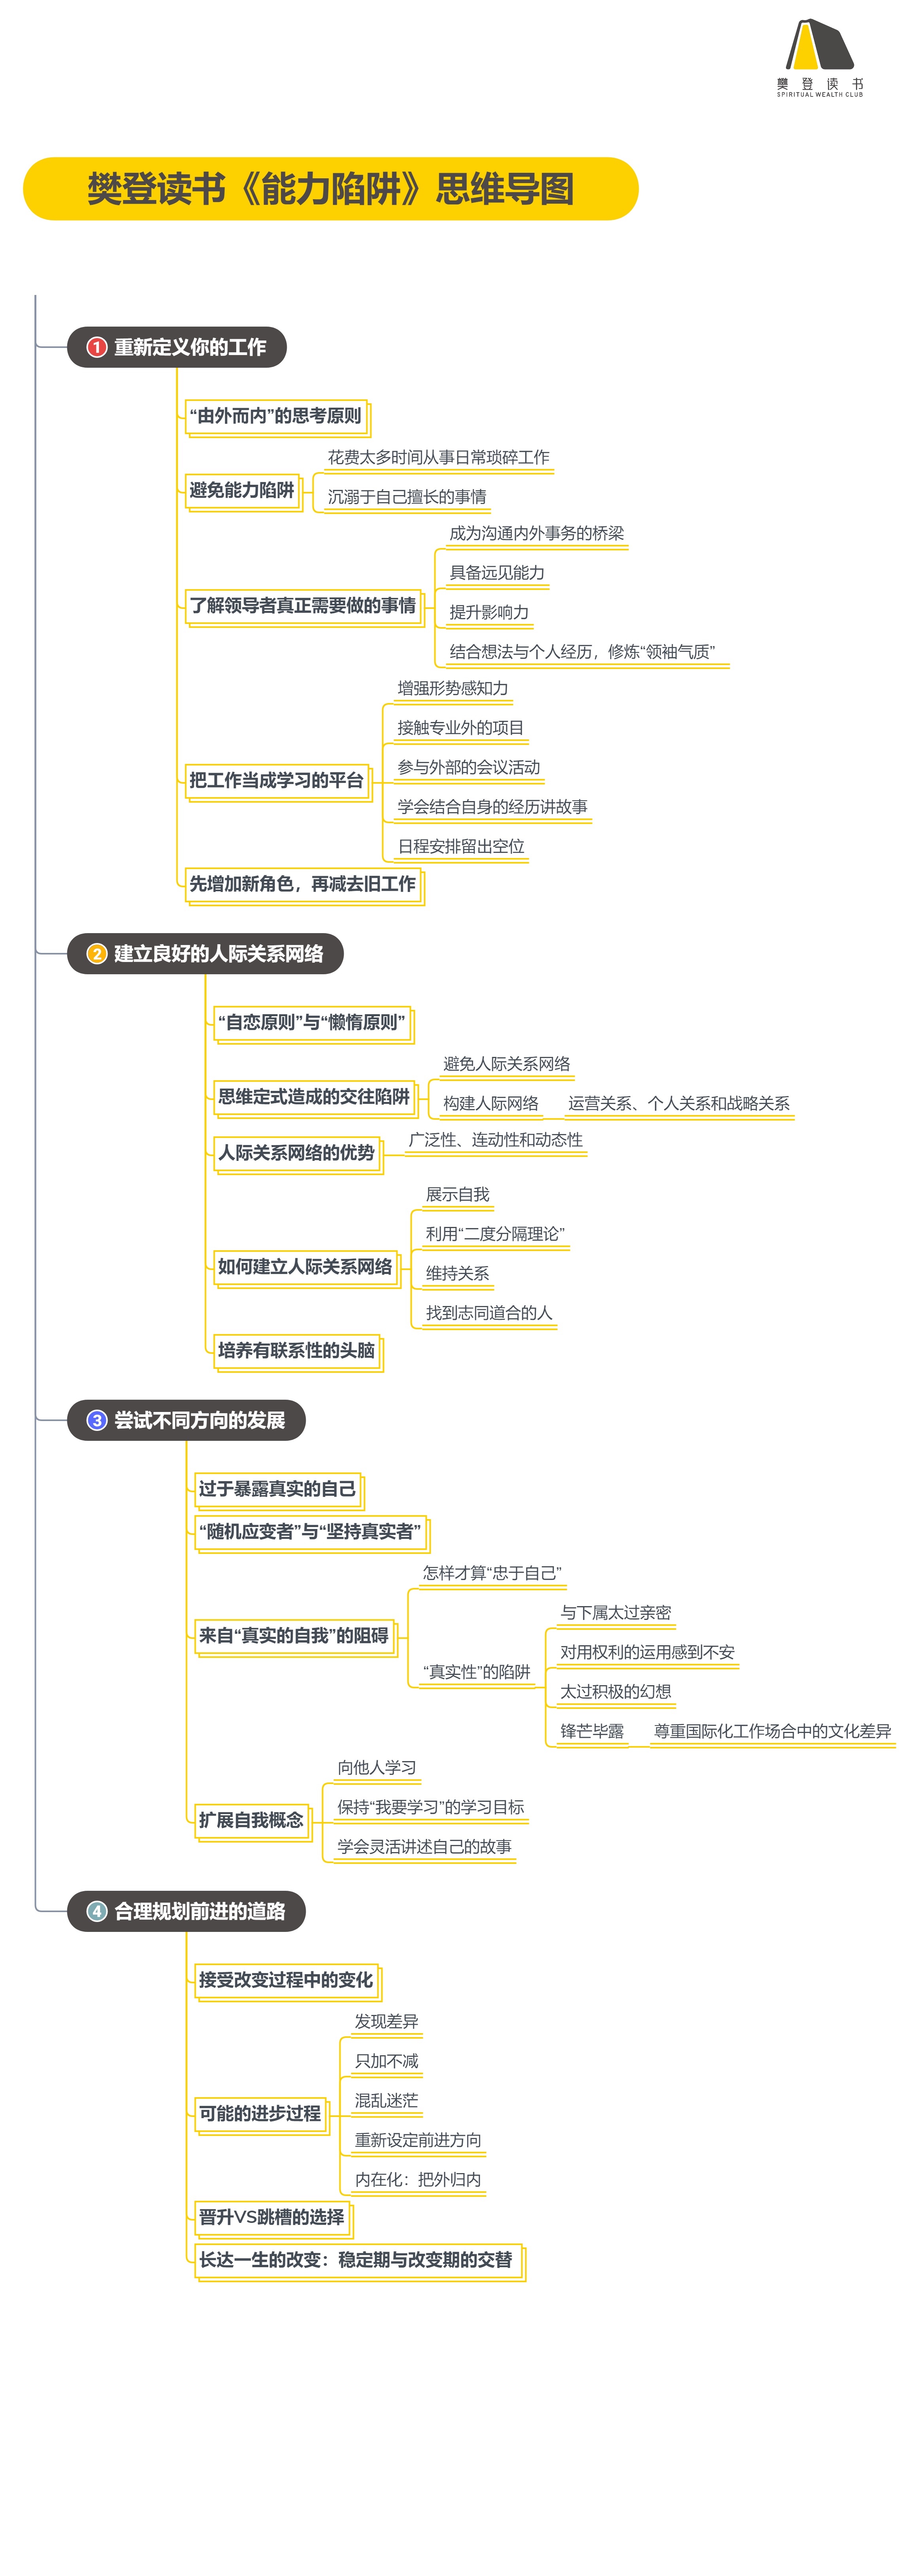 樊登读书
SPIRITUAL WEALTH CLUB
樊登读书《能力陷阱》思维导图
1 重新定义你的工作
“由外而内”的思考原则
避免能力陷阱
花费太多时间从事日常琐碎工作
沉溺于自己擅长的事情
了解领导者真正需要做的事情
成为沟通内外事务的桥梁
具备远见能力
提升影响力
结合想法与个人经历，修炼“领袖气质”
把工作当成学习的平台
增强形势感知力
接触专业外的项目
参与外部的会议活动
学会结合自身的经历讲故事
日程安排留出空位
先增加新角色，再减去旧工作
2 建立良好的人际关系网络
“自恋原则”与“懒惰原则”
思维定式造成的交往陷阱
避免人际关系网络
构建人际网络
运营关系、个人关系和战略关系
人际关系网络的优势
广泛性、连动性和动态性
如何建立人际关系网络
展示自我
利用“二度分隔理论”
维持关系
找到志同道合的人
培养有联系性的头脑
3 尝试不同方向的发展
过于暴露真实的自己
“随机应变者”与“坚持真实者”
来自“真实的自我”的阻碍
怎样才算“忠于自己”
“真实性”的陷阱
与下属太过亲密
对用权利的运用感到不安
太过积极的幻想
锋芒毕露
尊重国际化工作场合中的文化差异
扩展自我概念
向他人学习
保持“我要学习”的学习目标
学会灵活讲述自己的故事
4 合理规划前进的道路
接受改变过程中的变化
可能的进步过程
发现差异
只加不减
混乱迷茫
重新设定前进方向
内在化：把外归内
晋升VS跳槽的选择
长达一生的改变：稳定期与改变期的交替